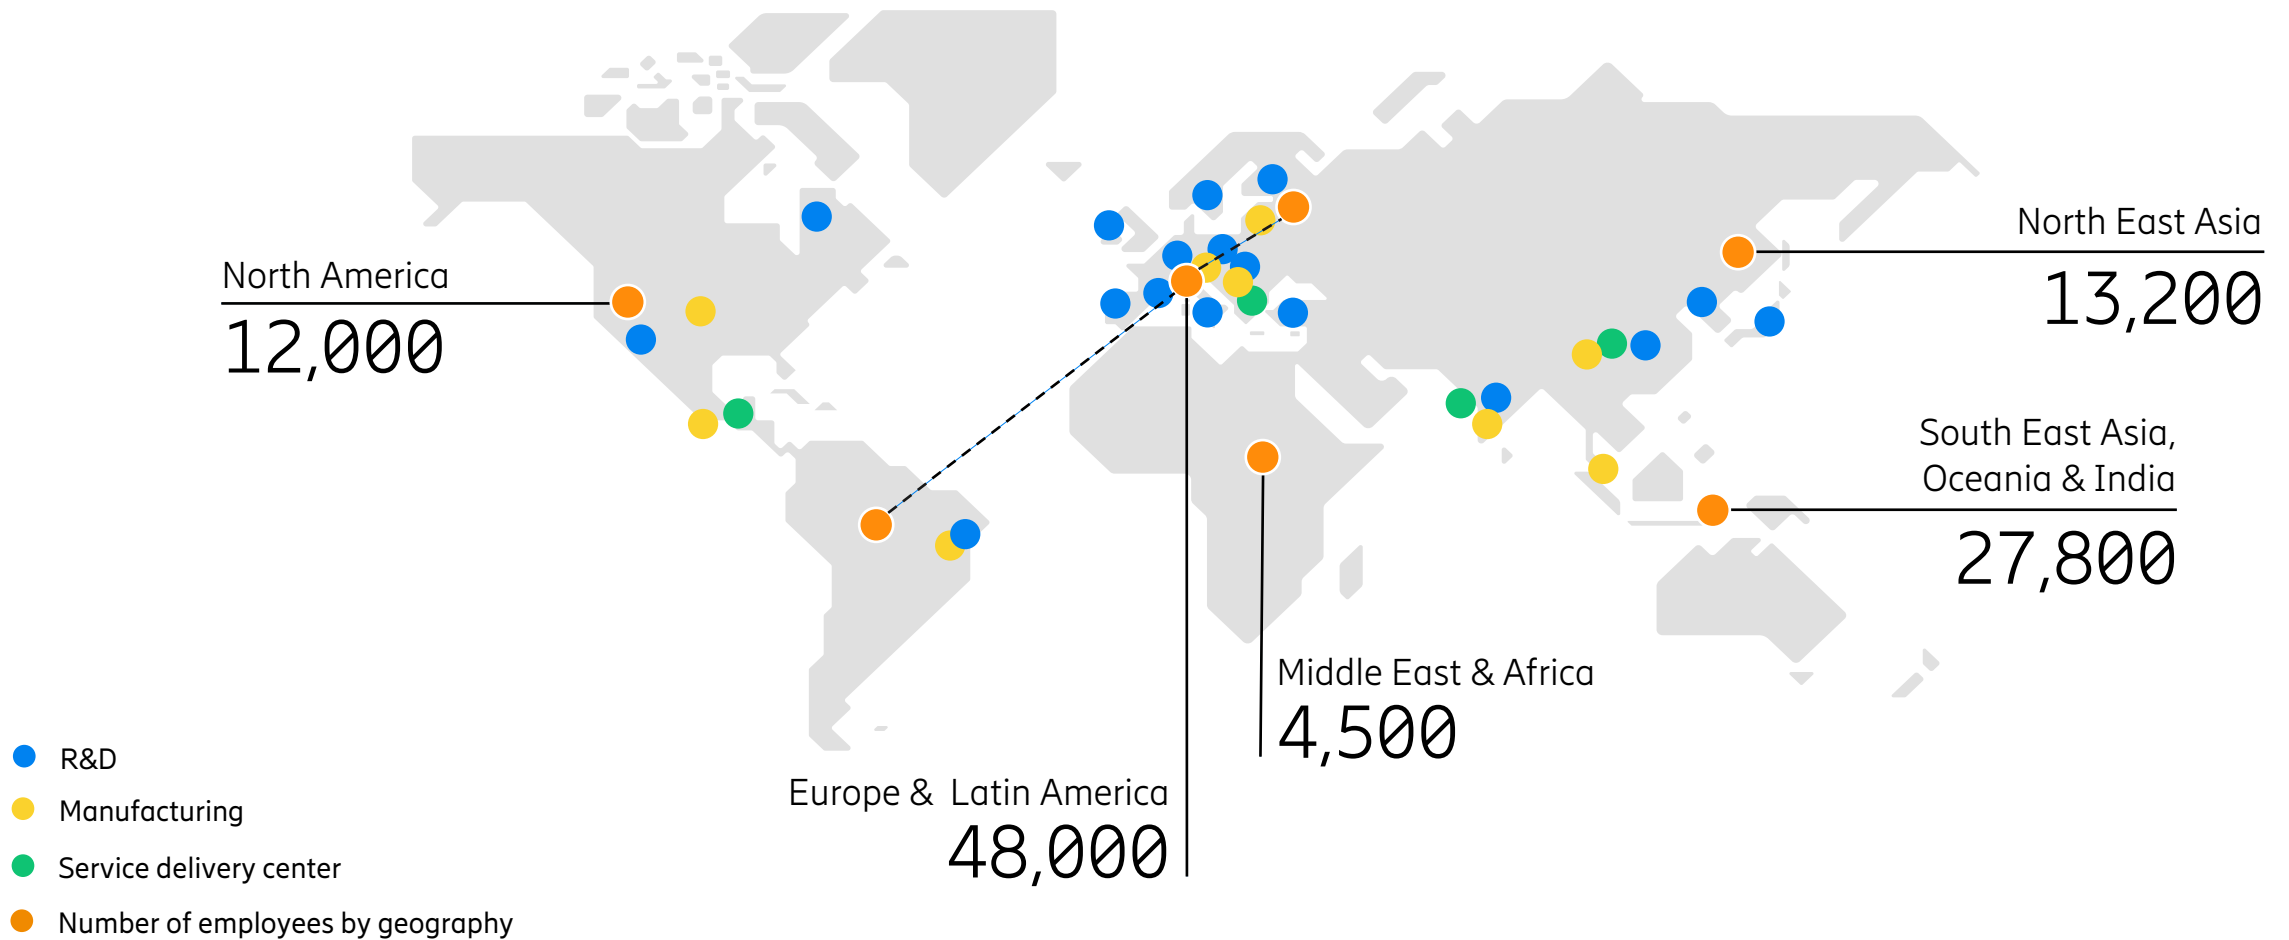 North America
12,000
North East Asia
13,200
South East Asia,
Oceania & India
27,800
Middle East & Africa
4,500
Europe & Latin America
48,000
R&D
Manufacturing
Service delivery center
Number of employees by geography